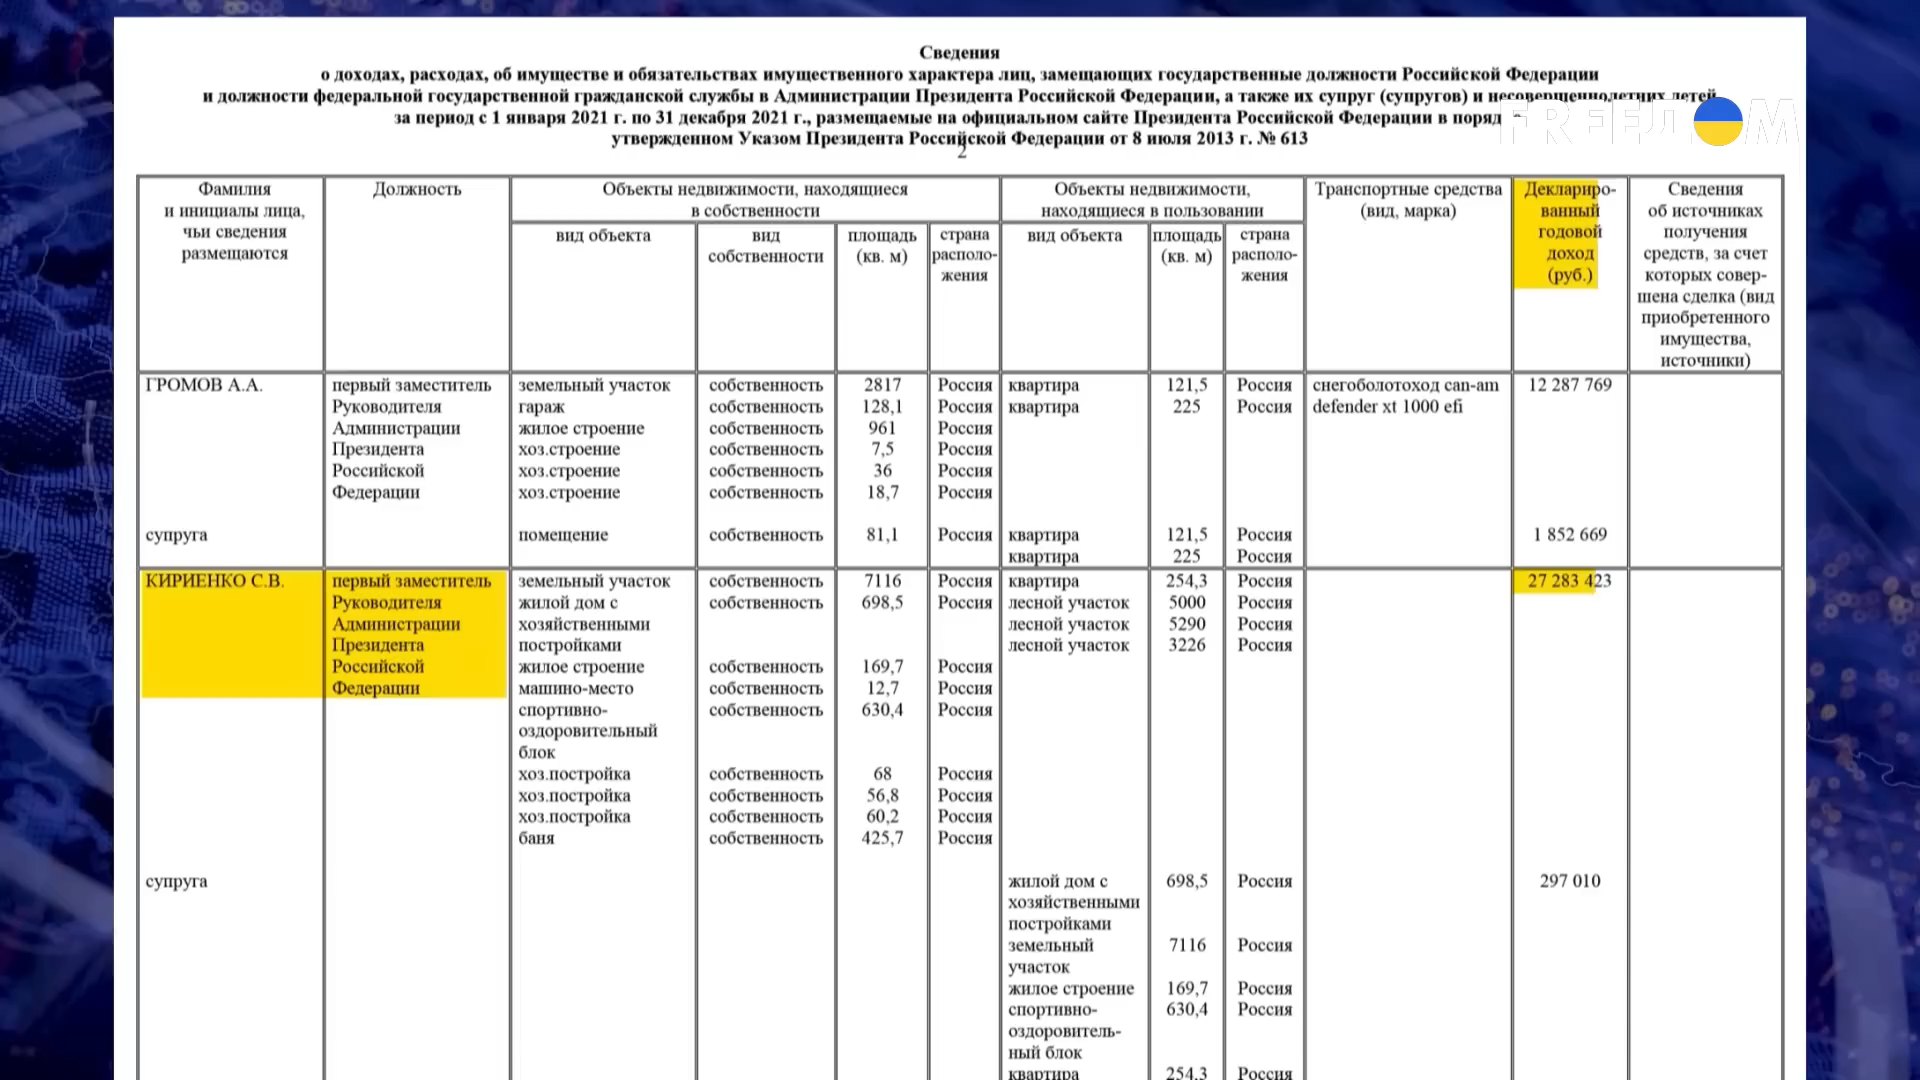 Сведения
о доходах, расходах, об имуществе и обязательствах имущественного характера лиц, замещающих государственные должности Российской Федерации
и должности федеральной государственной гражданской службы в Администрации Президента Российской Федерации, а также их супруг (супругов) и несовершеннолетних детей
за период с 1 января 2021 г. по 31 декабря 2021 г., размещаемые на официальном сайте Президента Российской Федерации в
утвержденном Указом Президента Российской Федерации от 8 июля 2013 г. № 613
2
FREEДОМ
Фамилия
и инициалы лица,
чьи сведения
размещаются
Должность
Объекты недвижимости, находящиеся
в собственности
вид объекта
вид
собственности
площадь
(кв. м)
страна
располо-
жения
Объекты недвижимости,
находящиеся в пользовании
вид объекта
площадь
(кв. м)
страна
располо-
жения
Транспортные средства
(вид, марка)
Деклариро-
ванный
годовой
доход
(руб.)
Сведения
об источниках
получения
средств, за счет
которых совер-
шена сделка (вид
приобретенного
имущества,
источники)
ГРОМОВ А.А. первый заместитель земельный участок собственность 2817 Россия квартира 121,5 Россия снегоболотоход can-am 12 287 769
Руководителя гараж собственность 128,1 Россия квартира 225 Россия defender xt 1000 efi
Администрации жилое строение собственность 961 Россия
Президента хоз.строение собственность 7,5 Россия
Российской хоз.строение собственность 36 Россия
Федерации хоз.строение собственность 18,7 Россия
супруга помещение собственность 81,1 Россия квартира 121,5 Россия 1 852 669
квартира 225 Россия
КИРИЕНКО С.В. первый заместитель земельный участок собственность 7116 Россия квартира 254,3 Россия 27 283 423
Руководителя жилой дом с собственность 698,5 Россия лесной участок 5000 Россия
Администрации хозяйственными лесной участок 5290 Россия
Президента постройками лесной участок 3226 Россия
Российской жилое строение собственность 169,7 Россия
Федерации машино-место собственность 12,7 Россия
спортивно- собственность 630,4 Россия
оздоровительный
блок
хоз.постройка собственность 68 Россия
хоз.постройка собственность 56,8 Россия
хоз.постройка собственность 60,2 Россия
баня собственность 425,7 Россия
супруга жилой дом с 698,5 Россия 297 010
хозяйственными
постройками
земельный 7116 Россия
участок
жилое строение 169,7 Россия
спортивно- 630,4 Россия
оздоровитель-
ный блок
квартира 254,3 Россия